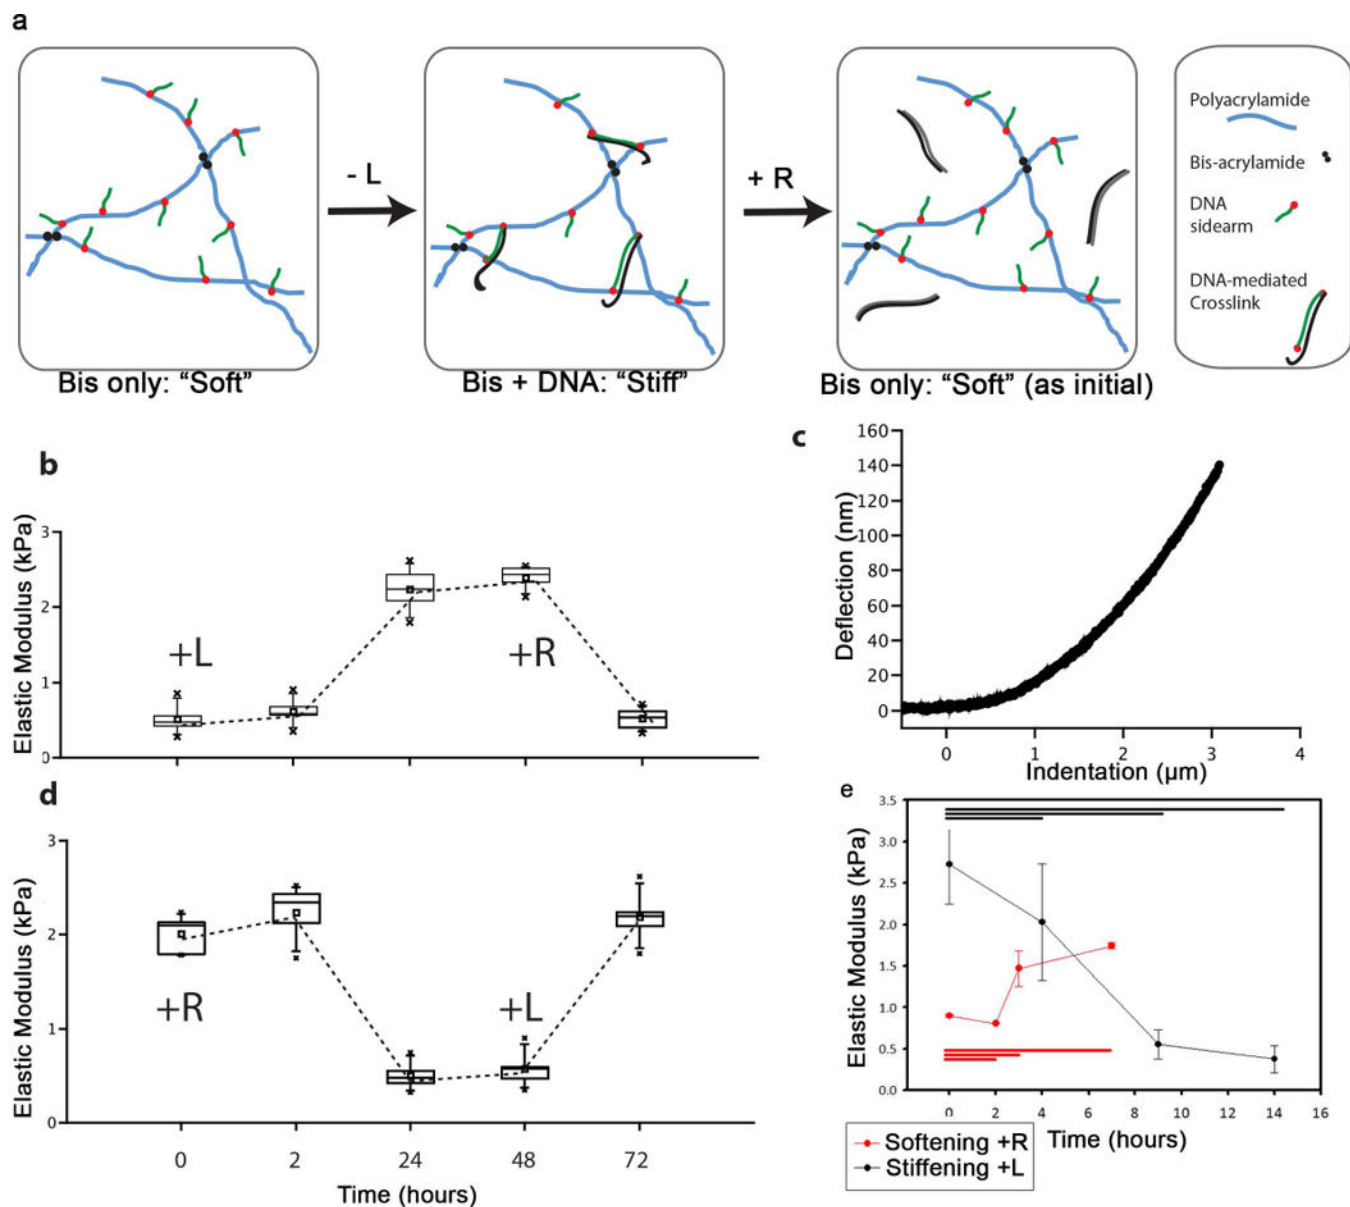 a
- L
+ R
Bis only: “Soft”
Bis + DNA: “Stiff”
Bis only: “Soft” (as initial)
Polyacrylamide
Bis-acrylamide
DNA
sidearm
DNA-mediated
Crosslink
b
Elastic Modulus (kPa)
3
2
1
0
+L
+R
c
Deflection (nm)
160
140
120
100
80
60
40
20
0
0 1 2 3 4
Indentation (µm)
d
Elastic Modulus (kPa)
3
2
1
0
+R
+L
0 2 24 48 72
Time (hours)
e
Elastic Modulus (kPa)
3.5
3.0
2.5
2.0
1.5
1.0
0.5
0.0
0 2 4 6 8 10 12 14 16
Time (hours)
Softening +R
Stiffening +L